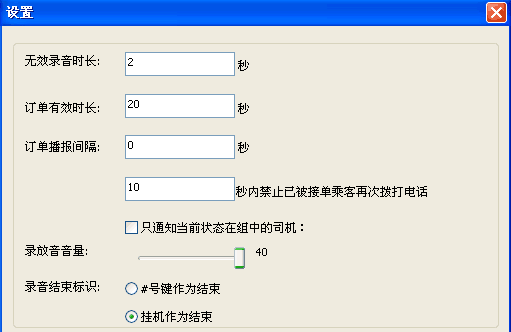 设置
无效录音时长: 2 秒
订单有效时长: 20 秒
订单播报间隔: 0 秒
10 秒内禁止已被接单乘客再次拨打电话
只通知当前状态在组中的司机：
录放音音量: 40
录音结束标识: #号键作为结束
挂机作为结束